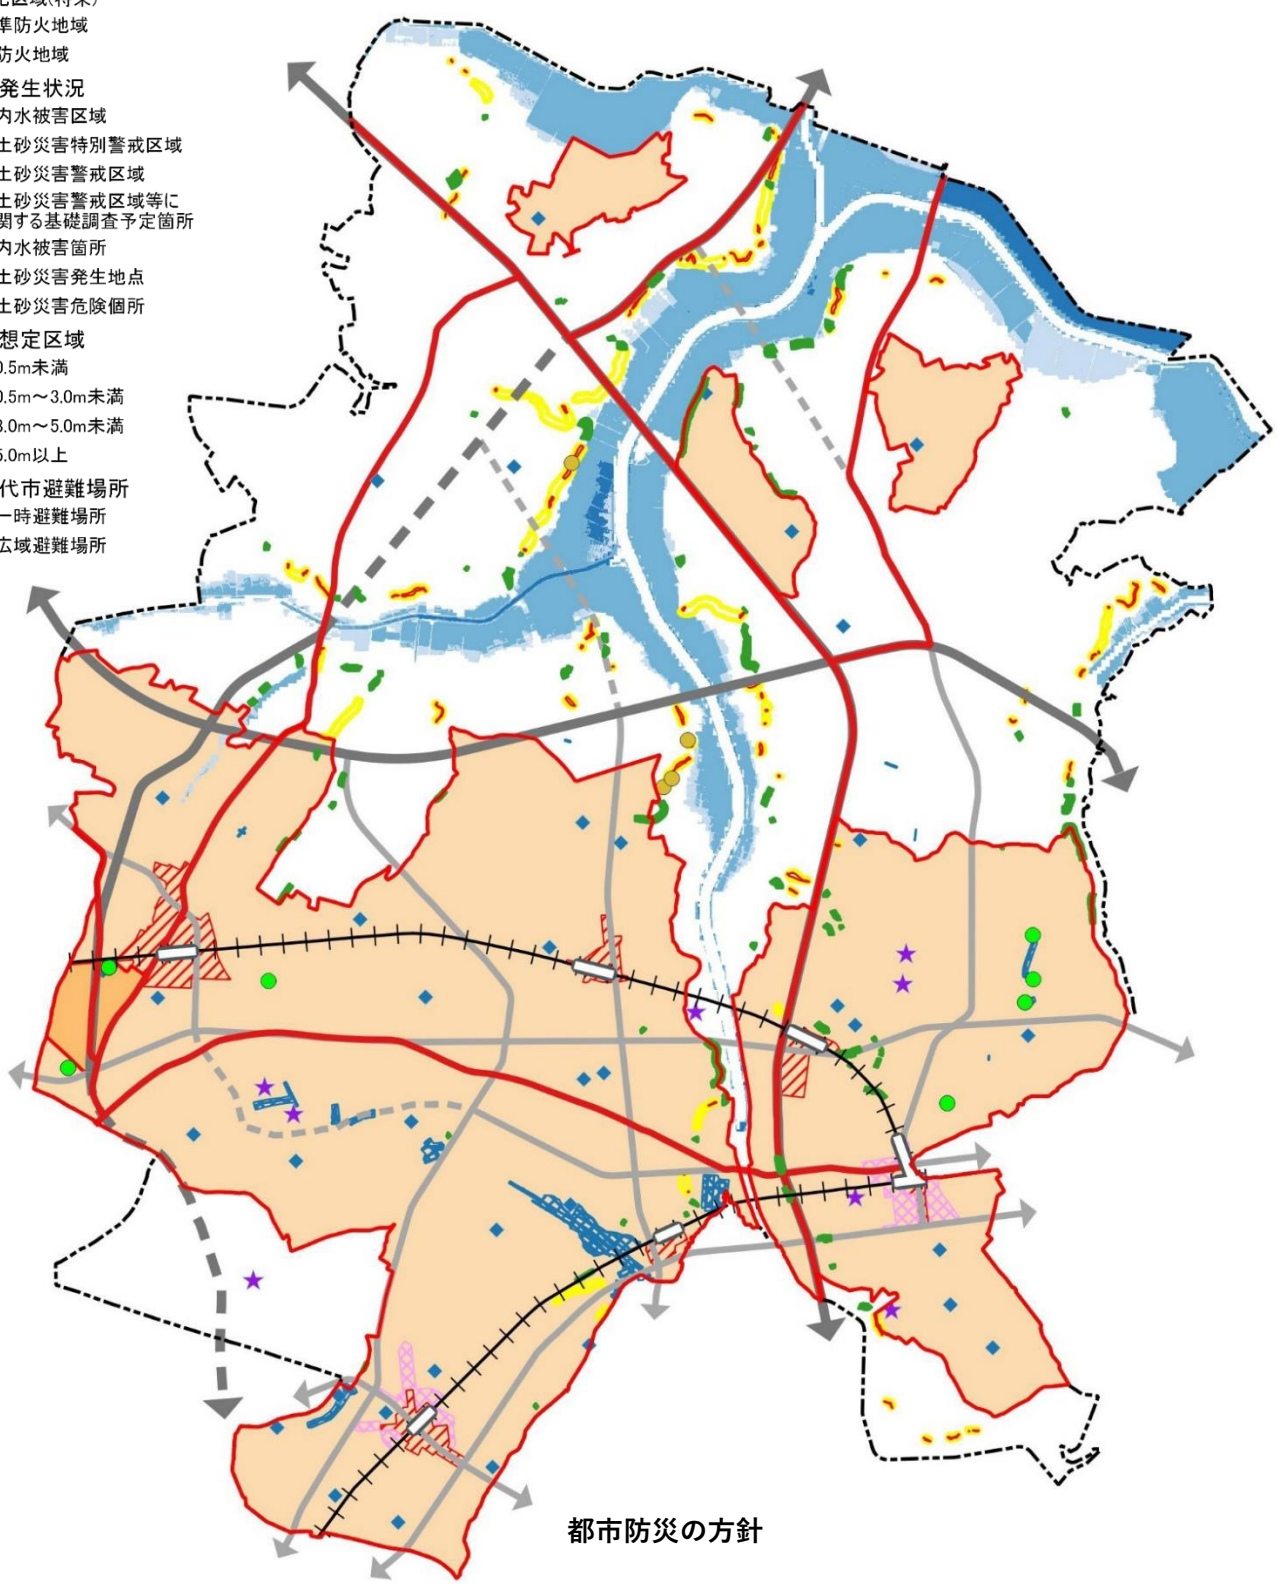 化区域(将来)
準防火地域
防火地域
発生状況
内水被害区域
土砂災害特別警戒区域
土砂災害警戒区域
土砂災害警戒区域等に
関する基礎調査予定箇所
内水被害箇所
土砂災害発生地点
土砂災害危険個所
想定区域
0.5m未満
0.5m～3.0m未満
3.0m～5.0m未満
5.0m以上
代市避難場所
一時避難場所
広域避難場所
都市防災の方針